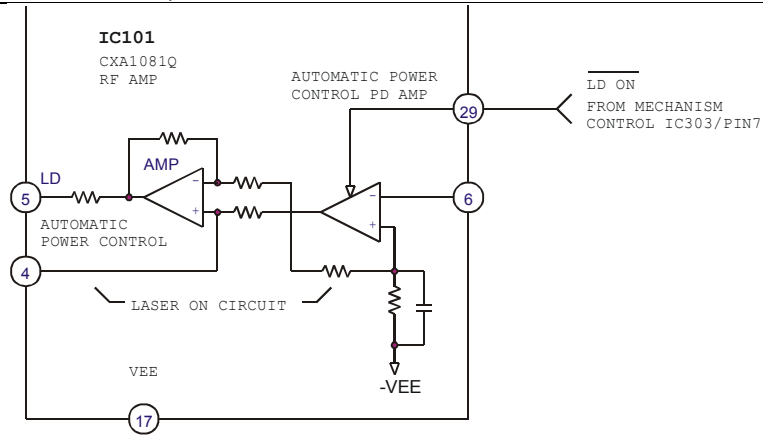 IC101
CXA1081Q
RF AMP
AUTOMATIC POWER
CONTROL PD AMP
29
LD ON
FROM MECHANISM
CONTROL IC303/PIN7
AMP
LD
5
-
+
-
+
6
AUTOMATIC
POWER CONTROL
4
LASER ON CIRCUIT
VEE
-VEE
17